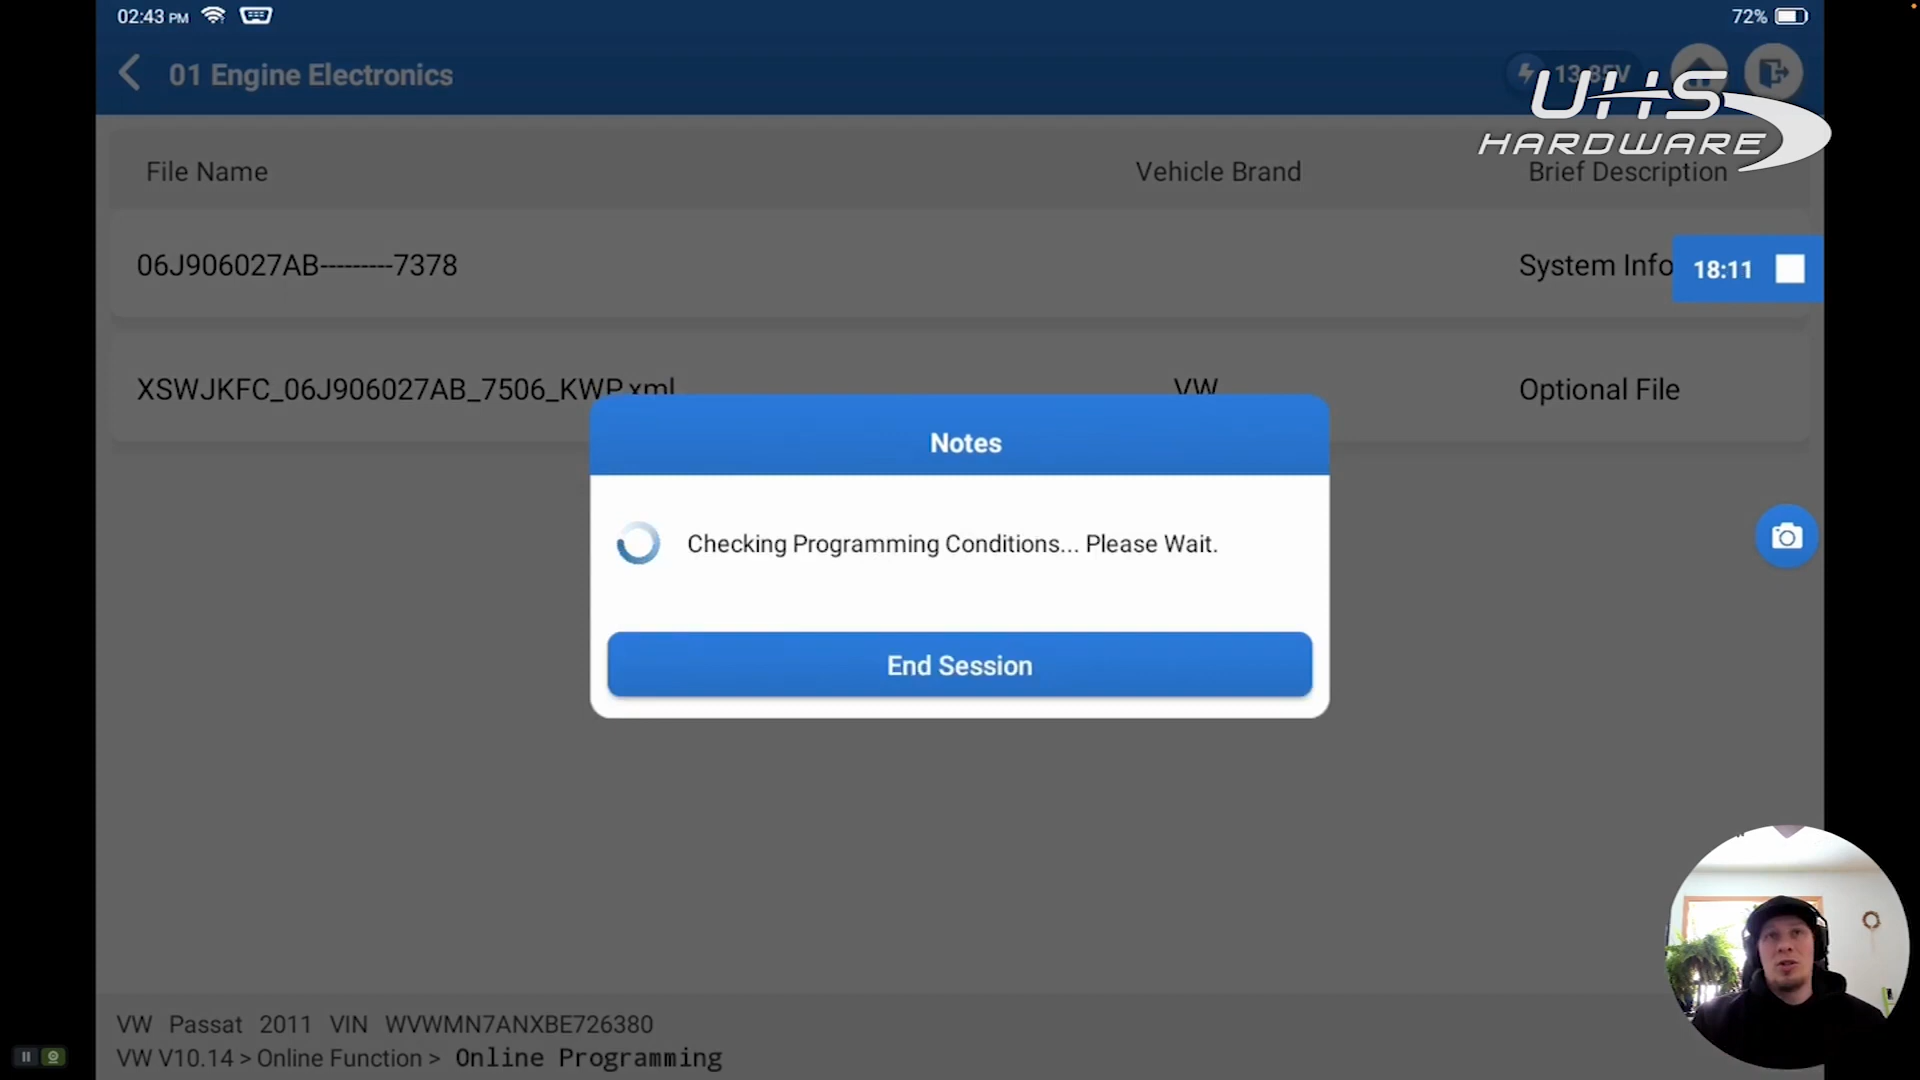 02:43 PM
72%
01 Engine Electronics
13.85V
UHS
HARDWARE
File Name
Vehicle Brand
Brief Description
06J906027AB---------7378
System Info
18:11
XSWJKFC_06J906027AB_7506_KWP.xml
VW
Optional File
Notes
Checking Programming Conditions... Please Wait.
End Session
VW Passat 2011 VIN WVWMN7ANXBE726380
VW V10.14 > Online Function > Online Programming